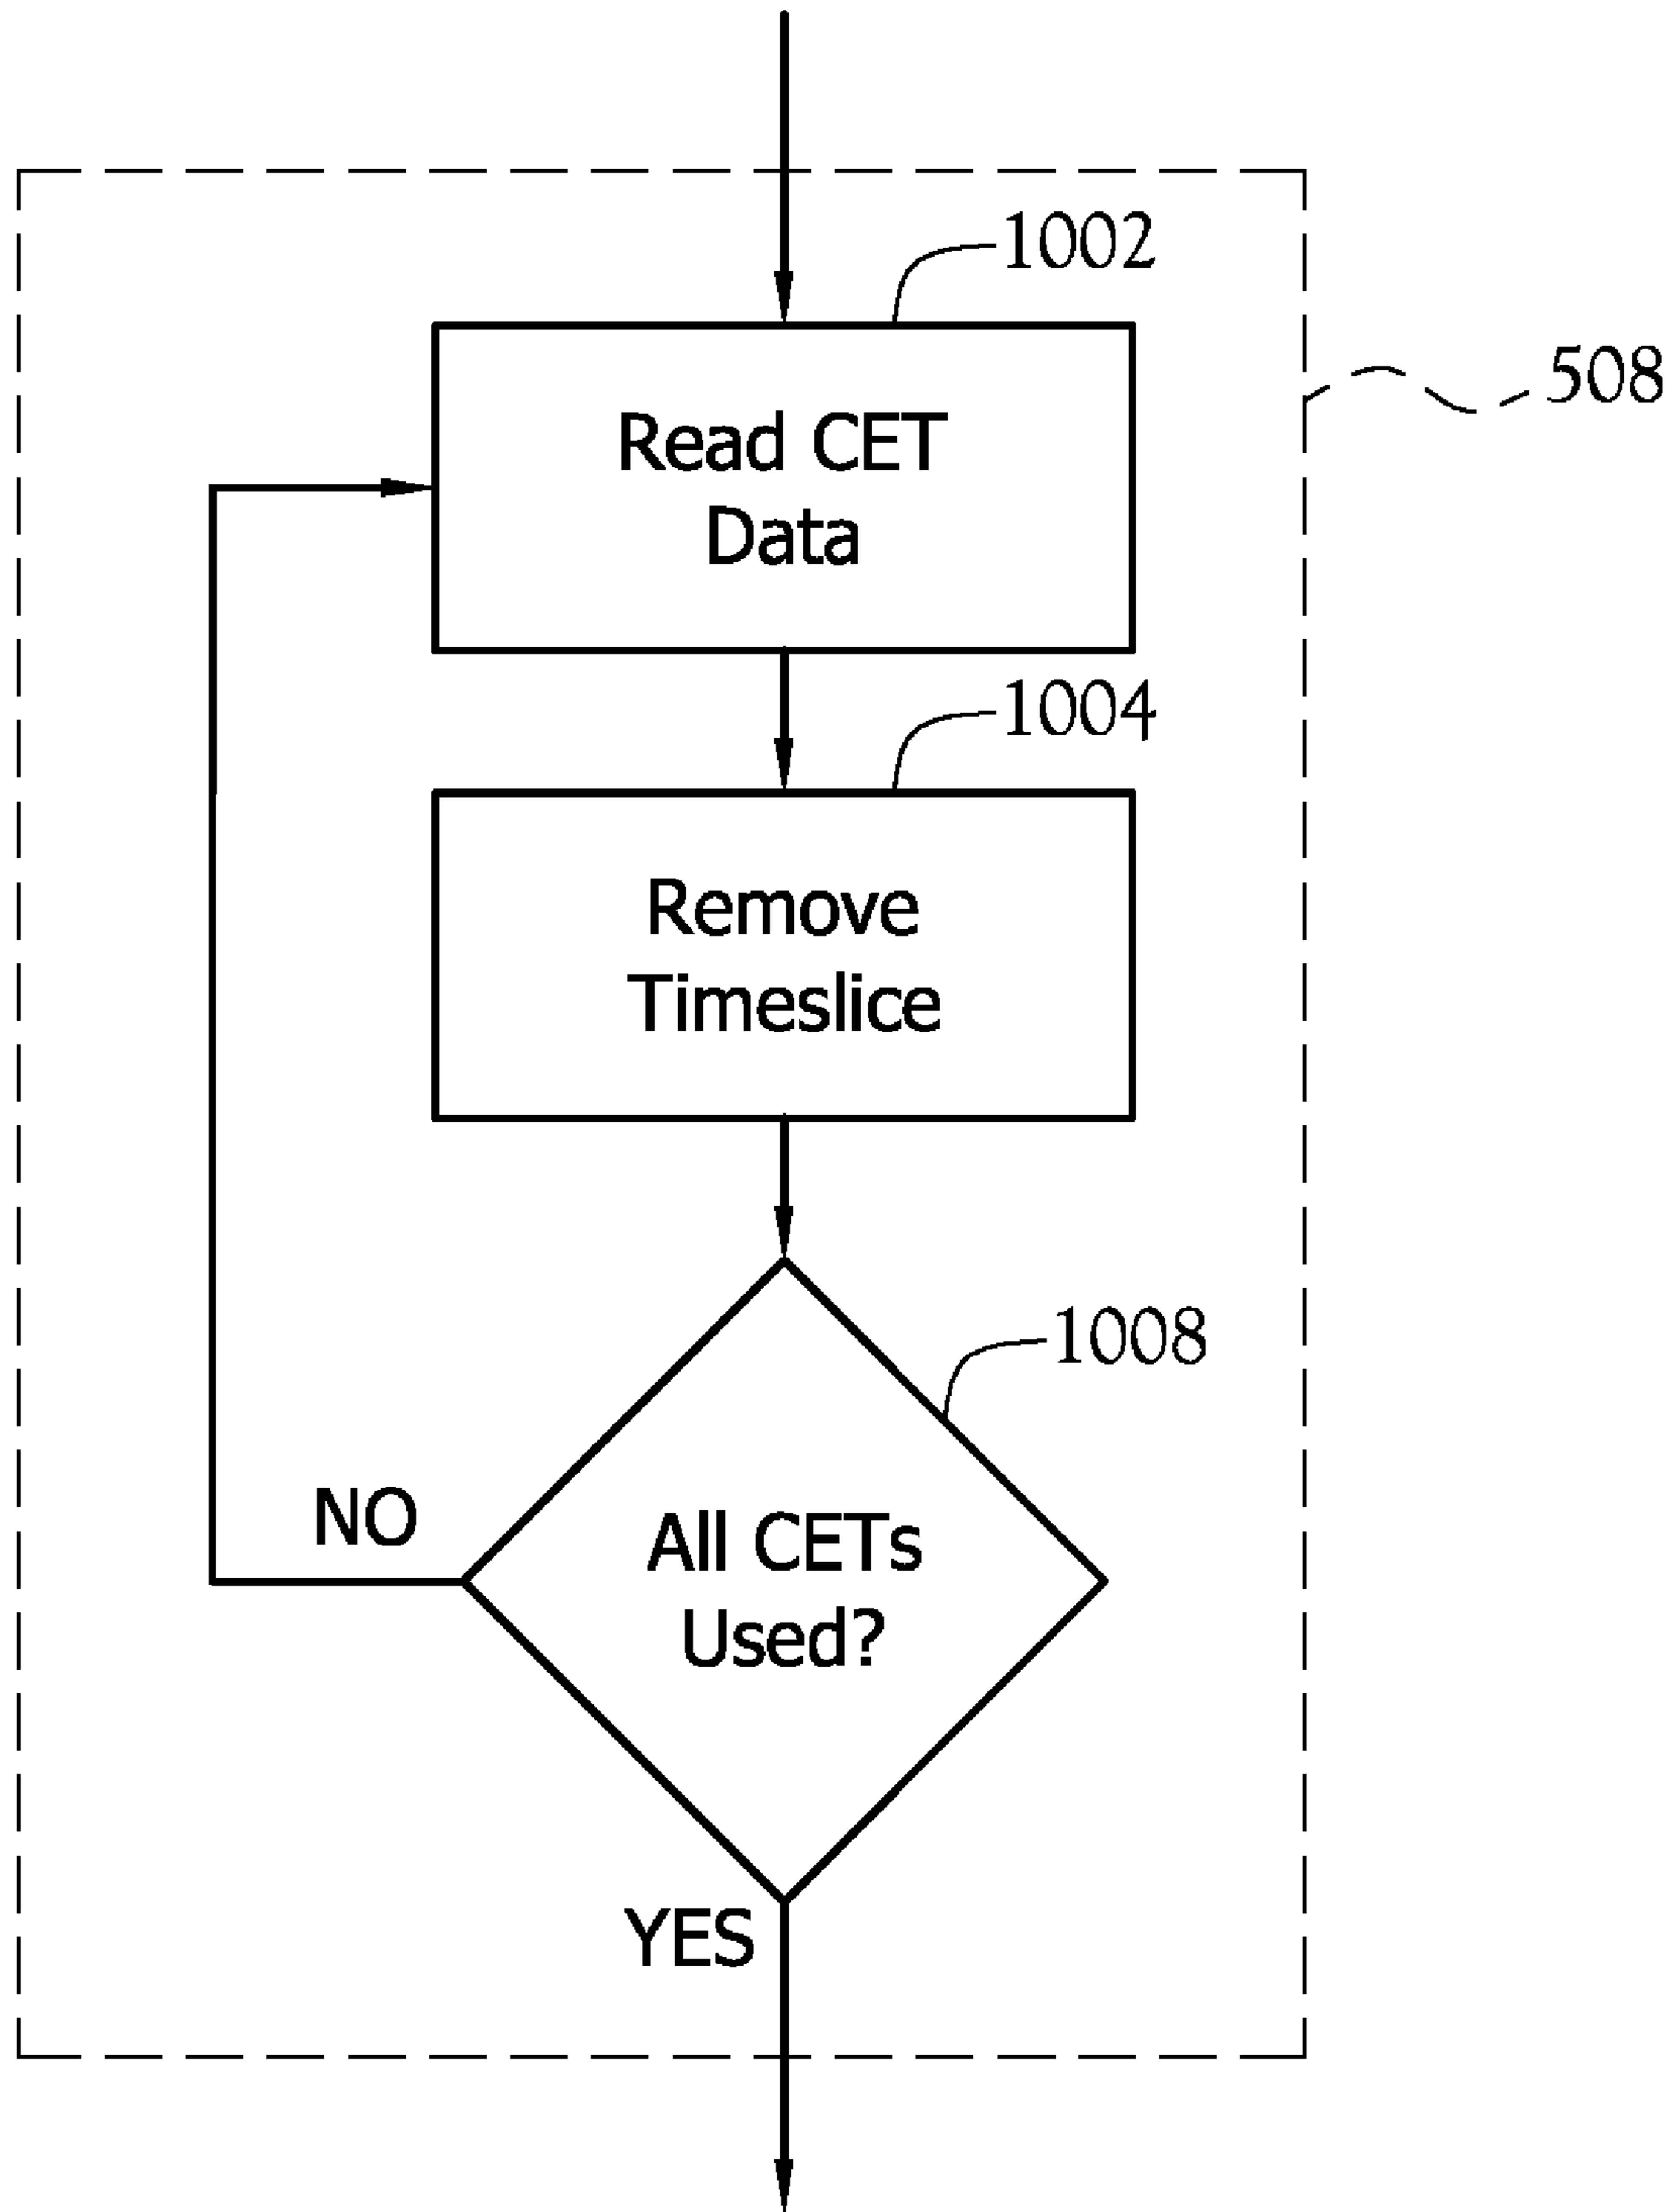 1002
508
Read CET
Data
1004
Remove
Timeslice
1008
NO
All CETs
Used?
YES